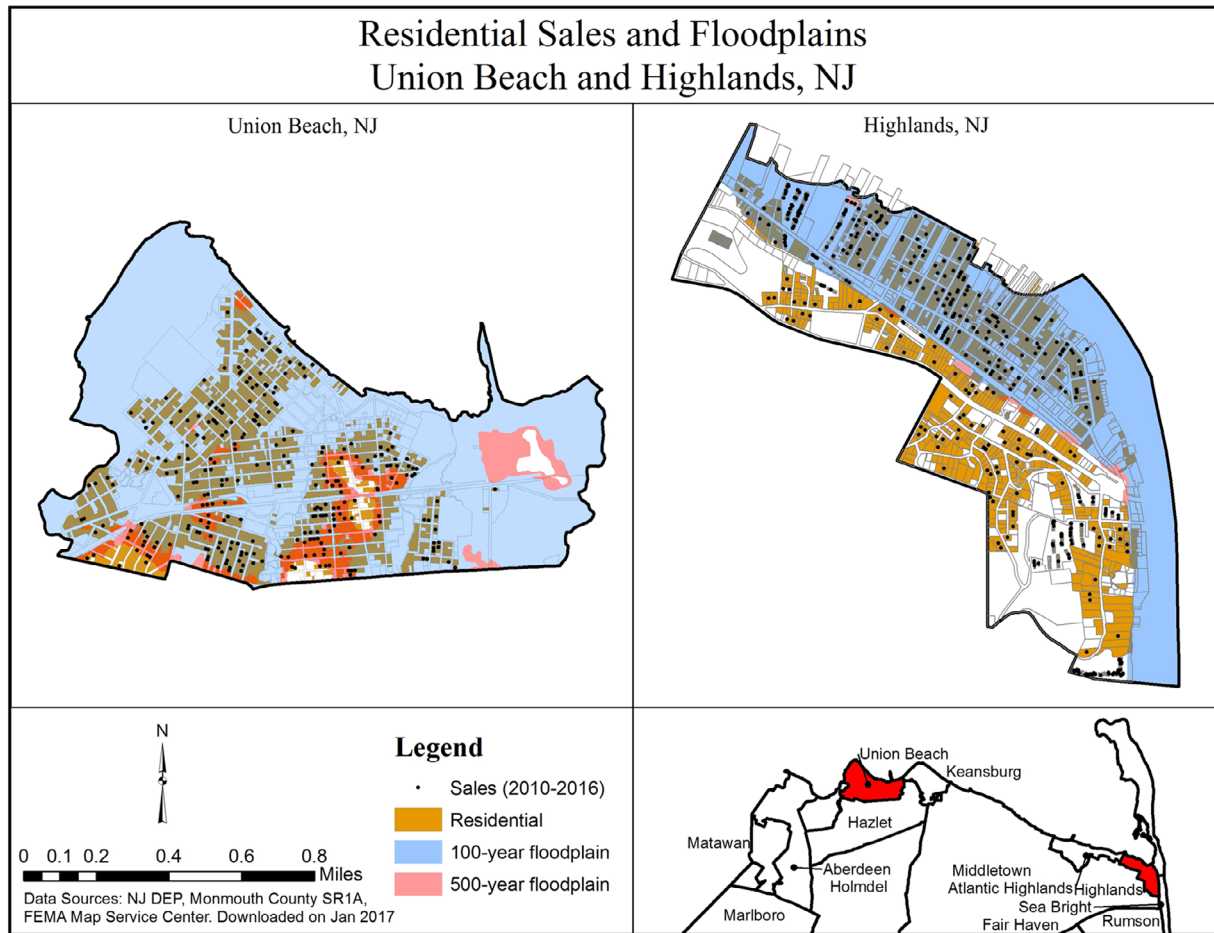 Residential Sales and Floodplains
Union Beach and Highlands, NJ
Union Beach, NJ
Highlands, NJ
N
0 0.1 0.2 0.4 0.6 0.8
Miles
Data Sources: NJ DEP, Monmouth County SR1A,
FEMA Map Service Center. Downloaded on Jan 2017
Legend
Sales (2010-2016)
Residential
100-year floodplain
500-year floodplain
Union Beach
Keansburg
Hazlet
Matawan
Aberdeen
Holmdel
Marlboro
Middletown
Atlantic Highlands
Highlands
Sea Bright
Fair Haven
Rumson